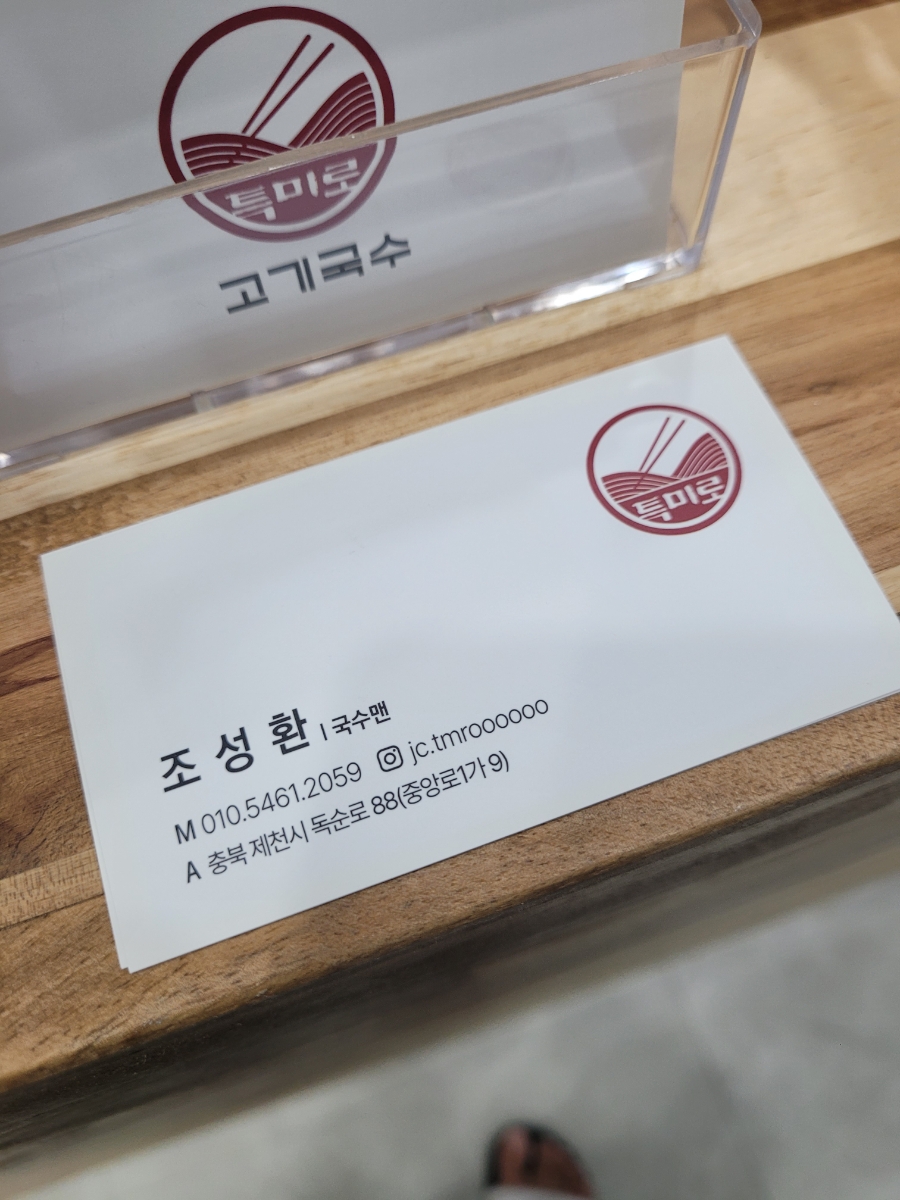 특미로
고기국수
특미로
조성환 | 국수맨
M 010.5461.2059 jc.tmroooooo
A 충북 제천시 독순로 88(중앙로1가 9)